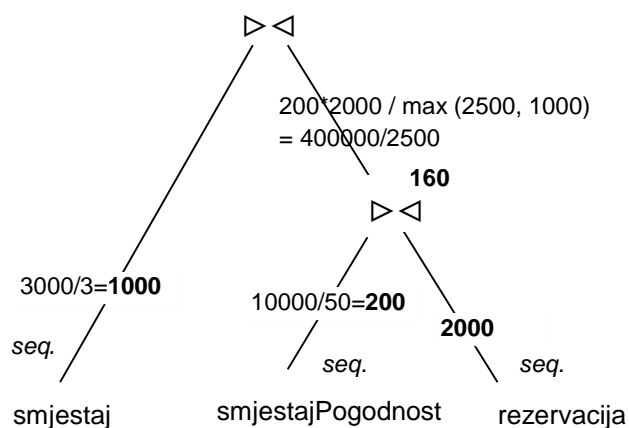 ▷◁
200*2000 / max (2500, 1000)
= 400000/2500
160
▷◁
3000/3=1000
10000/50=200
2000
seq.
seq.
seq.
smjestaj
smjestajPogodnost
rezervacija